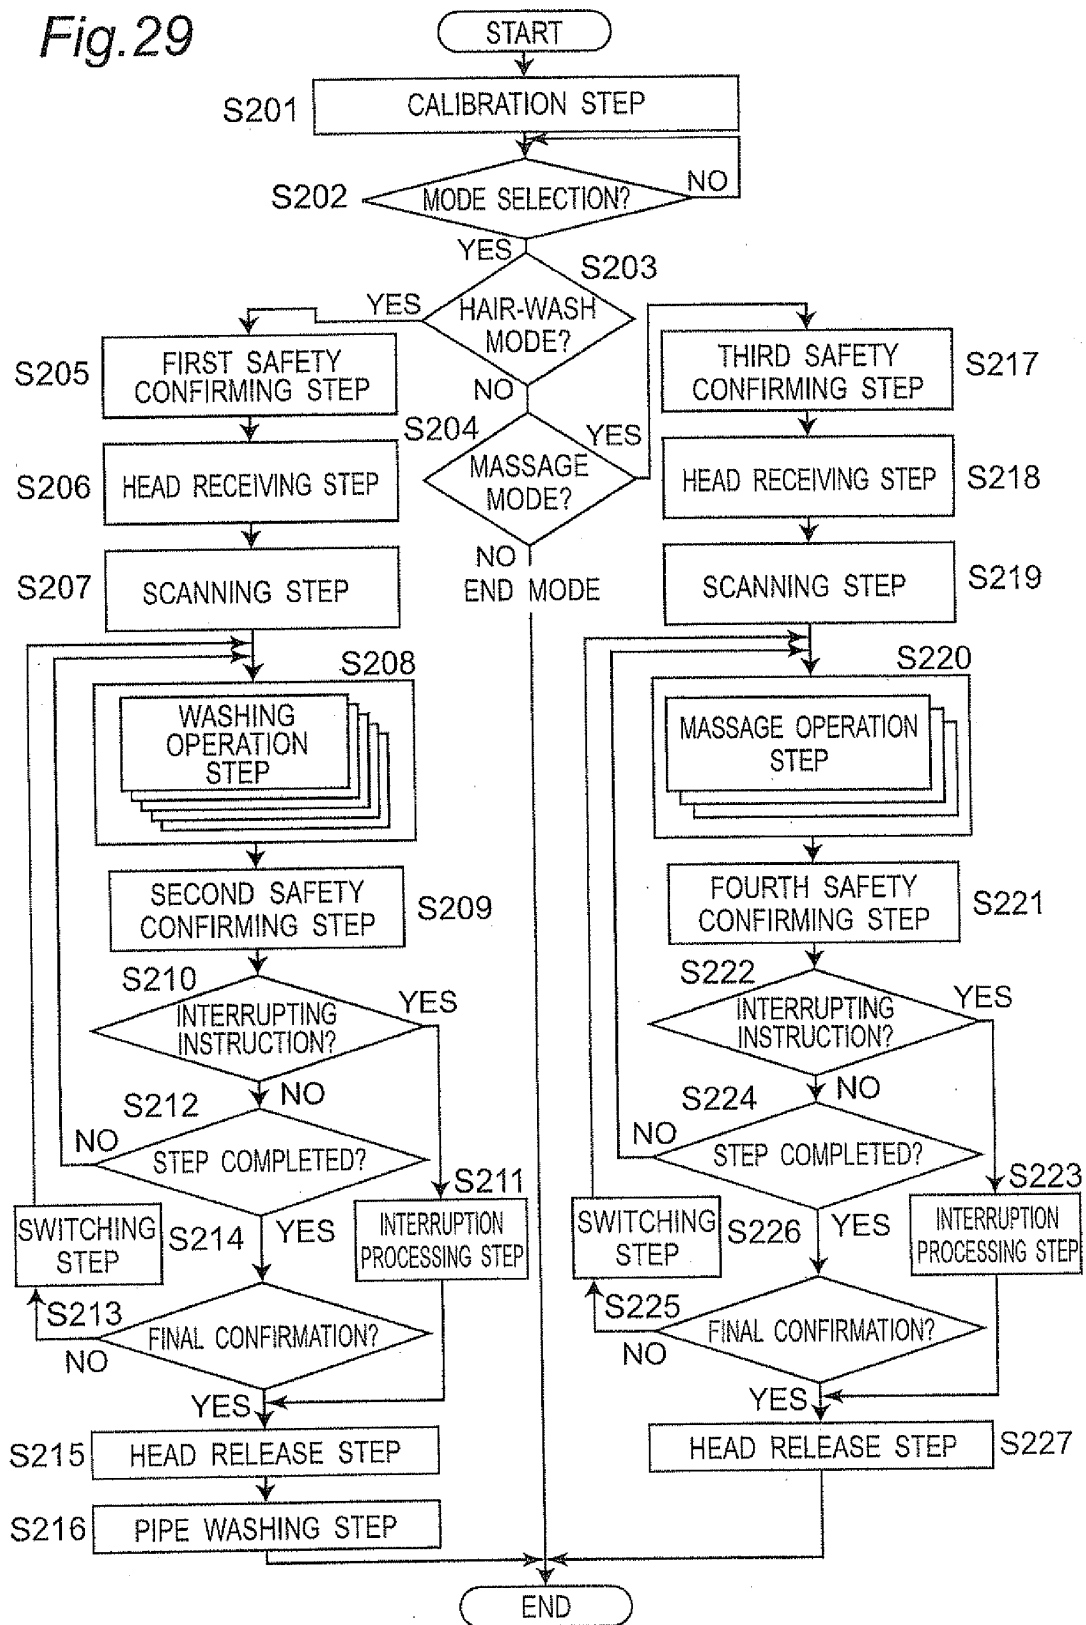 Fig.29
START
S201
CALIBRATION STEP
S202
MODE SELECTION?
NO
YES
S203
HAIR-WASH
MODE?
YES
NO
S205
FIRST SAFETY
CONFIRMING STEP
S206
HEAD RECEIVING STEP
S207
SCANNING STEP
S208
WASHING
OPERATION
STEP
SECOND SAFETY
CONFIRMING STEP
S209
S210
INTERRUPTING
INSTRUCTION?
YES
NO
S212
STEP COMPLETED?
NO
YES
S211
INTERRUPTION
PROCESSING STEP
SWITCHING
STEP
S214
S213
FINAL CONFIRMATION?
NO
YES
S215
HEAD RELEASE STEP
S216
PIPE WASHING STEP
S204
MASSAGE
MODE?
YES
NO
END MODE
THIRD SAFETY
CONFIRMING STEP
S217
HEAD RECEIVING STEP
S218
SCANNING STEP
S219
S220
MASSAGE OPERATION
STEP
FOURTH SAFETY
CONFIRMING STEP
S221
S222
INTERRUPTING
INSTRUCTION?
YES
NO
S224
STEP COMPLETED?
NO
YES
S223
INTERRUPTION
PROCESSING STEP
SWITCHING
STEP
S226
S225
FINAL CONFIRMATION?
NO
YES
HEAD RELEASE STEP
S227
END